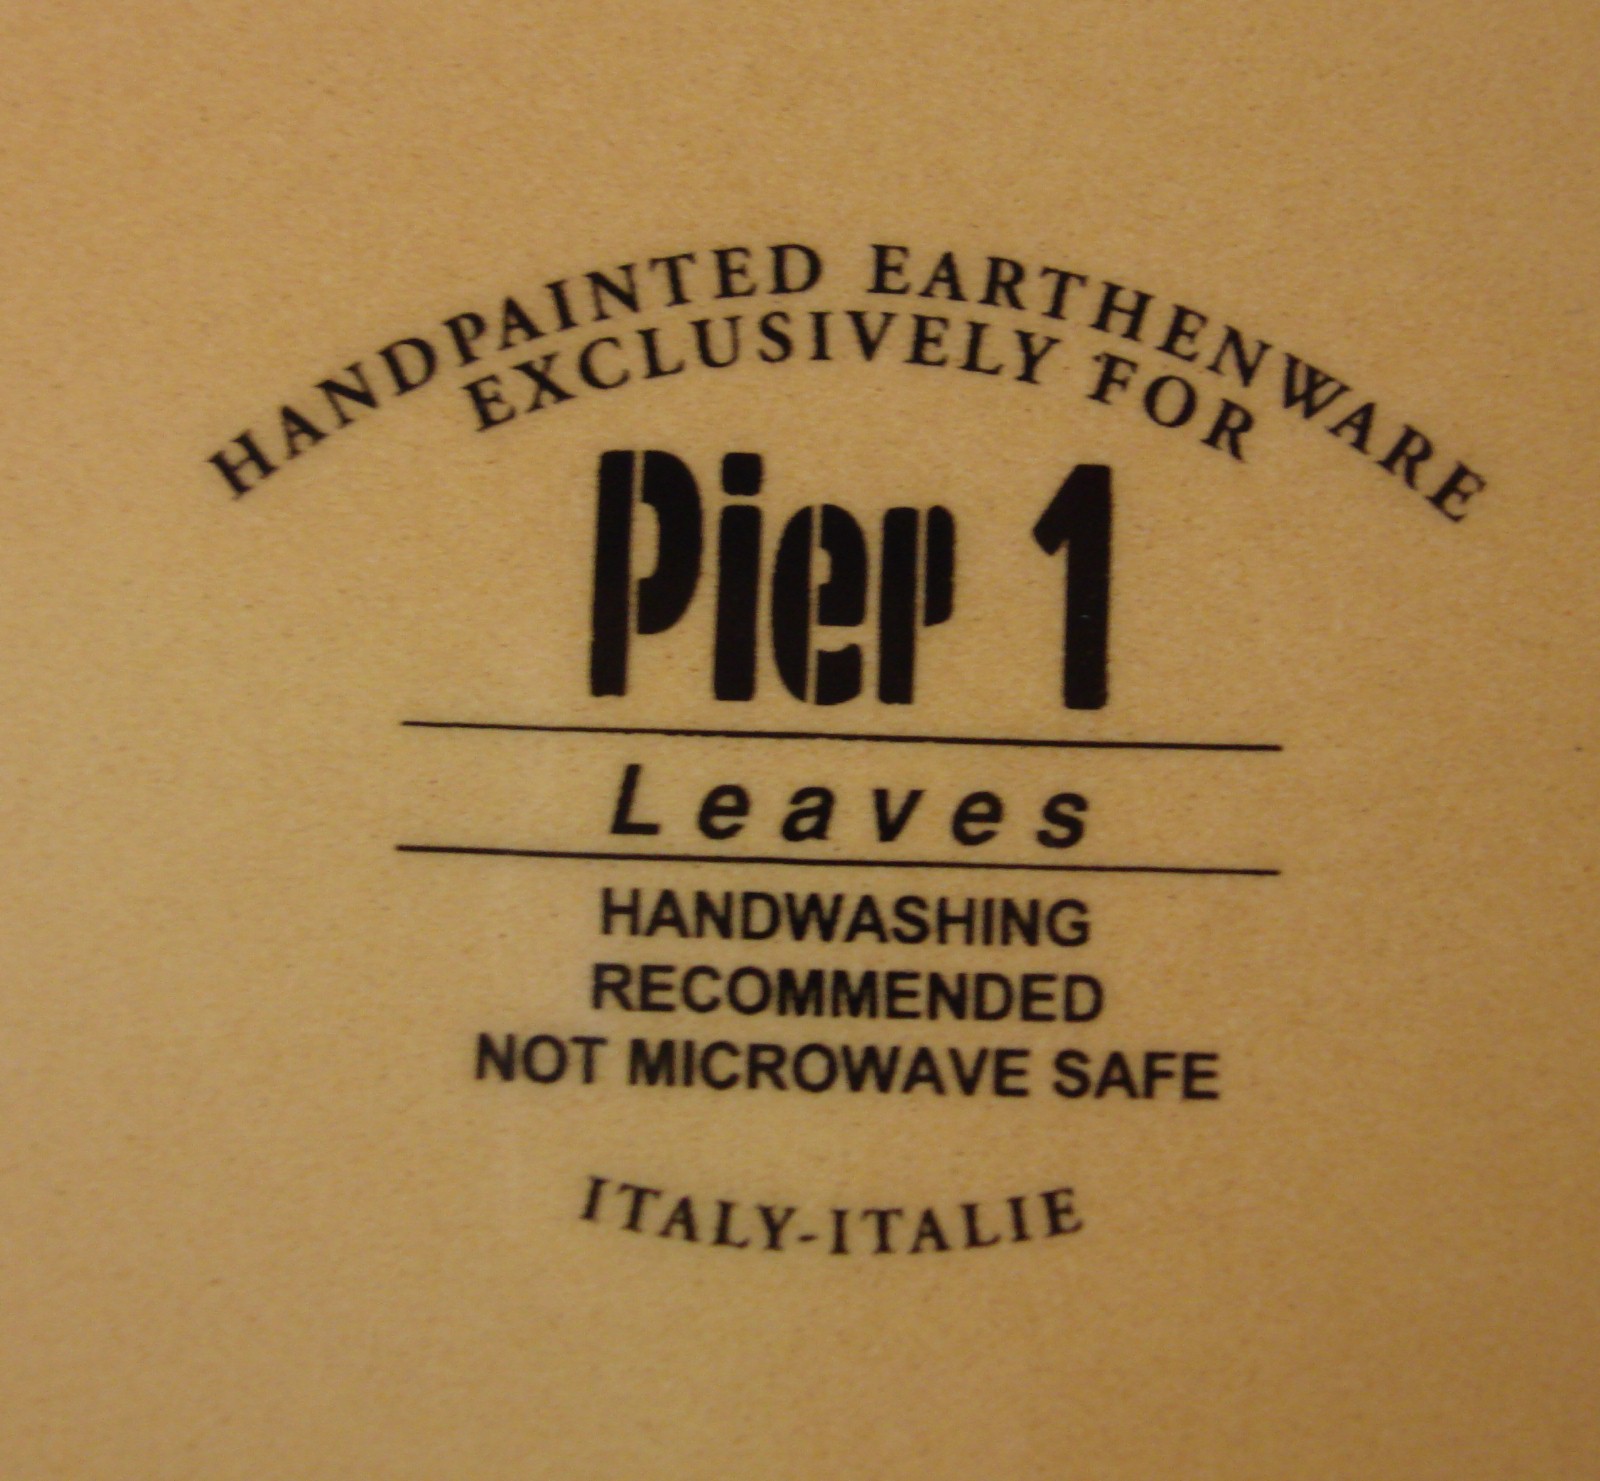 HANDPAINTED EARTHENWARE
EXCLUSIVELY FOR
Pier 1
Leaves
HANDWASHING
RECOMMENDED
NOT MICROWAVE SAFE
ITALY-ITALIE